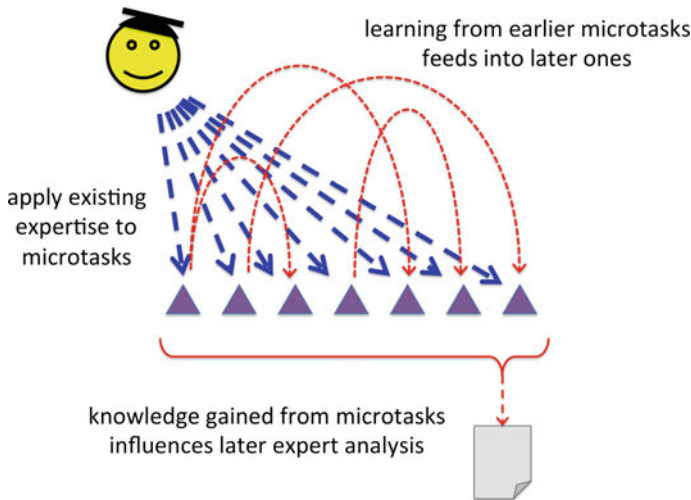 learning from earlier microtasks
feeds into later ones
apply existing
expertise to
microtasks
knowledge gained from microtasks
influences later expert analysis